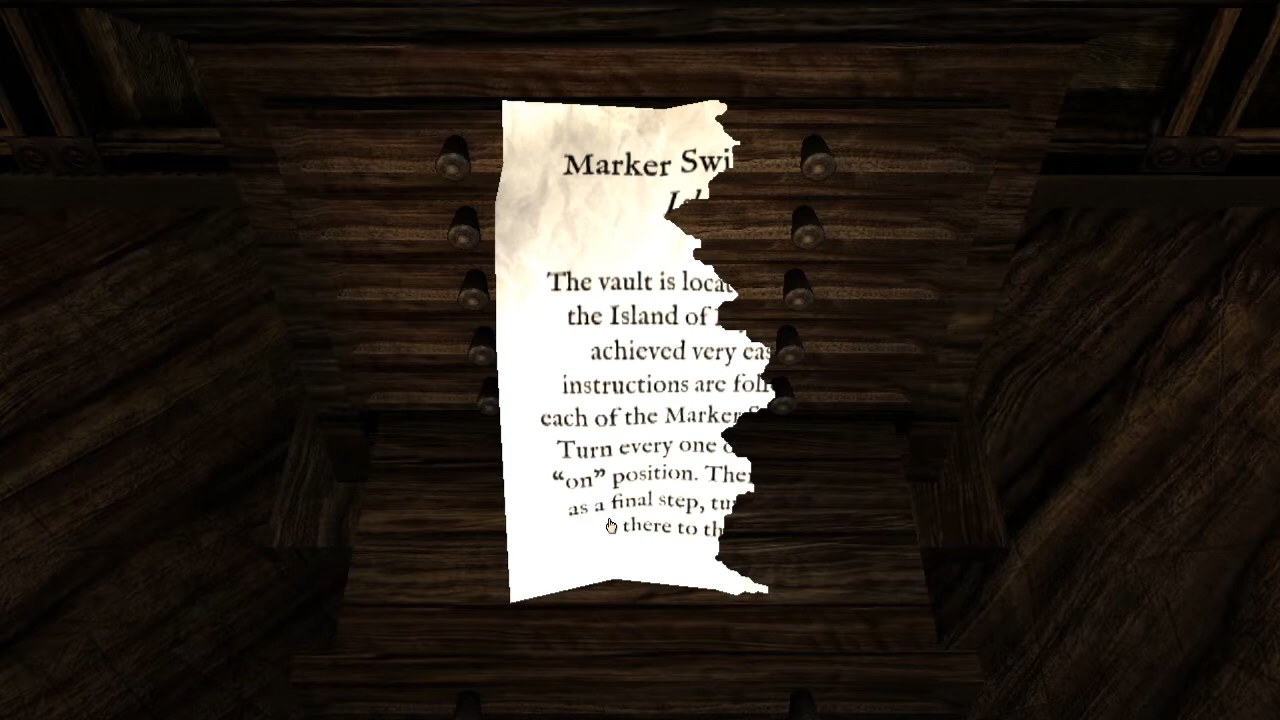 Marker Swi
The vault is loca
the Island of
achieved very eas
instructions are foll
each of the Marker
Turn every one
“on” position. The
as a final step, tu
there to th